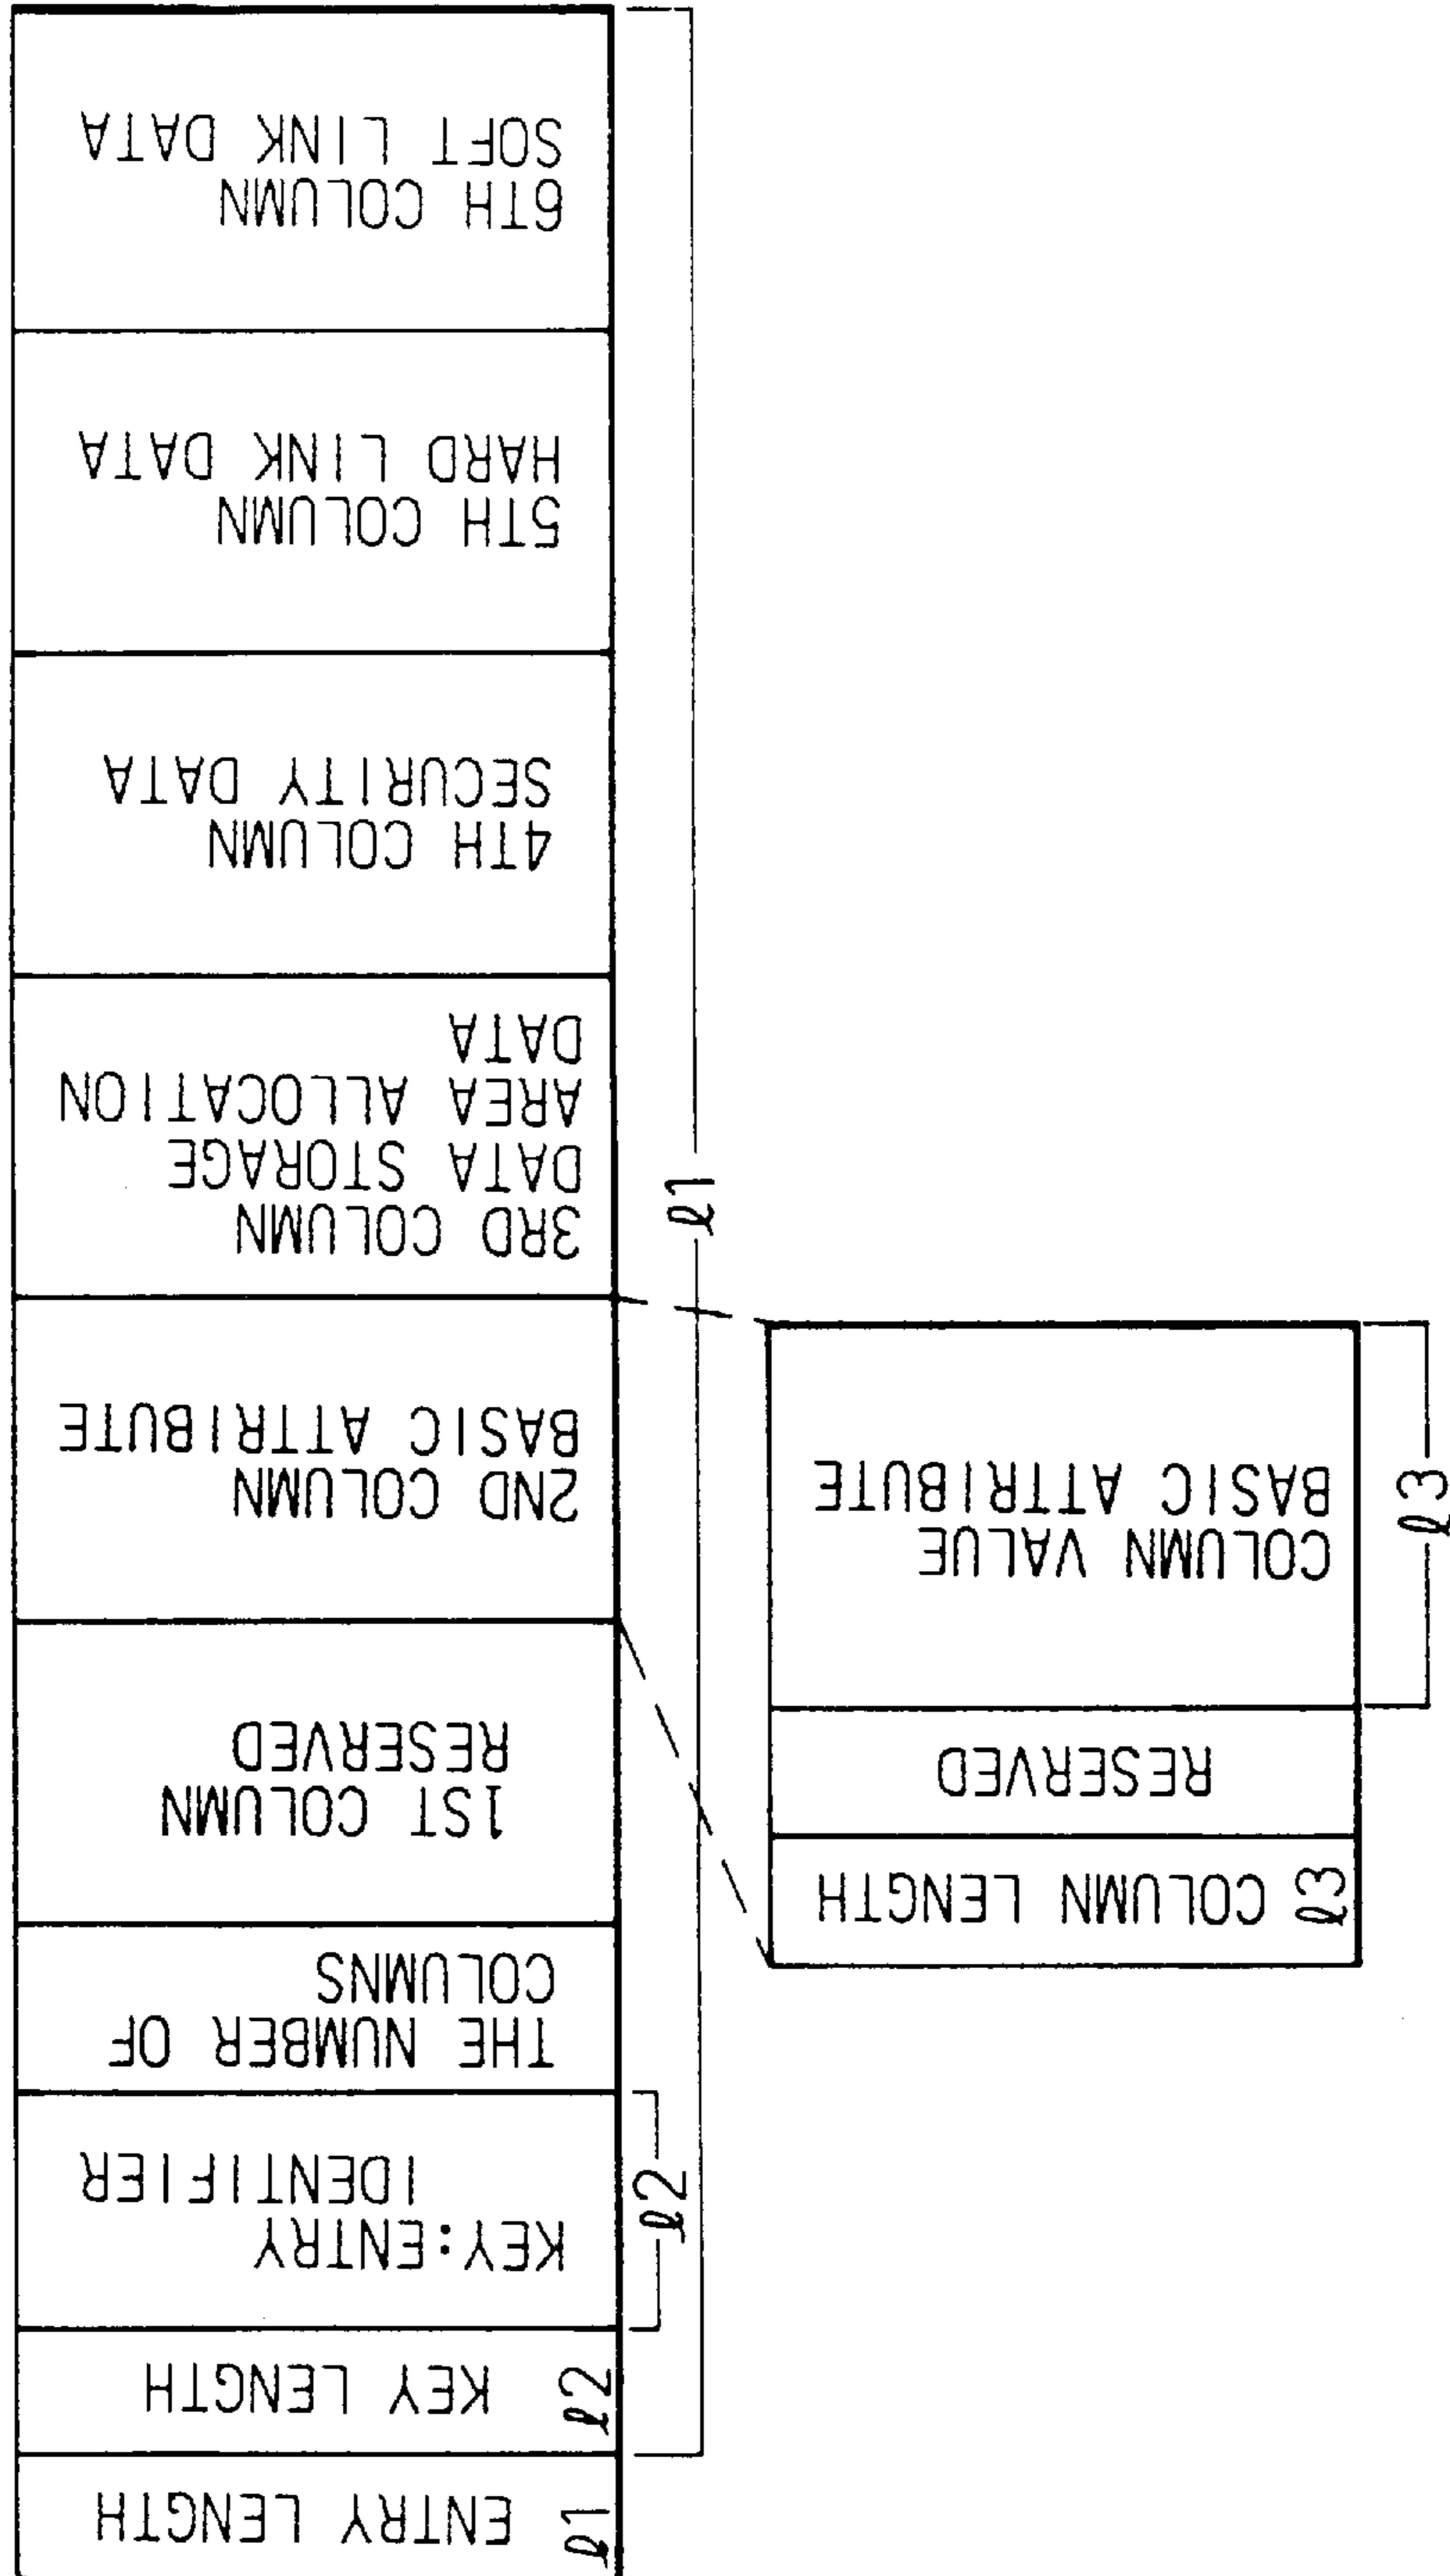 ℓ1 ENTRY LENGTH
ℓ2 KEY LENGTH
KEY:ENTRY
IDENTIFIER
ℓ2
THE NUMBER OF
COLUMNS
1ST COLUMN
RESERVED
2ND COLUMN
BASIC ATTRIBUTE
3RD COLUMN
DATA STORAGE
AREA ALLOCATION
DATA
4TH COLUMN
SECURITY DATA
5TH COLUMN
HARD LINK DATA
6TH COLUMN
SOFT LINK DATA
ℓ1
ℓ3 COLUMN LENGTH
RESERVED
COLUMN VALUE
BASIC ATTRIBUTE
ℓ3